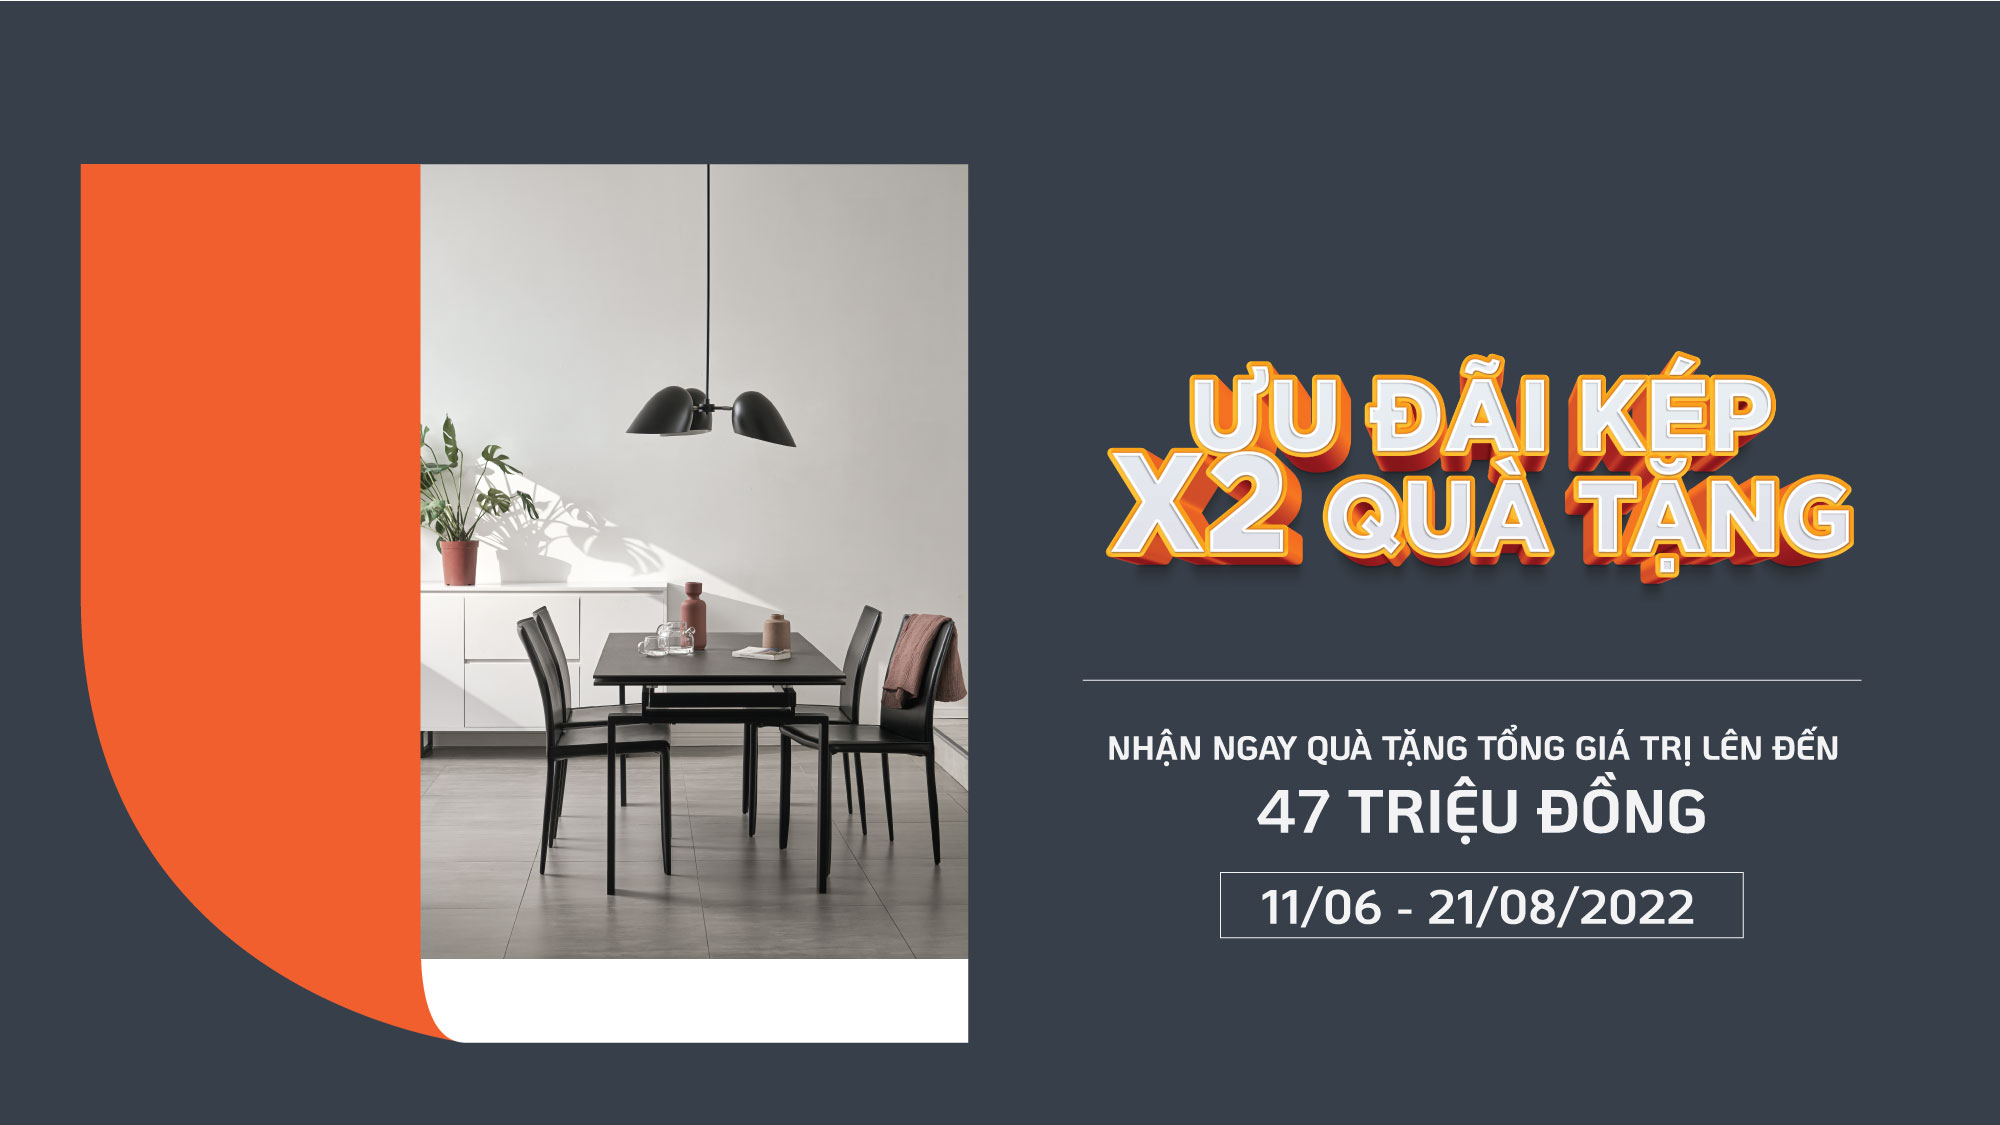 ƯU ĐÃI KÉP
X2 QUÀ TẶNG
NHẬN NGAY QUÀ TẶNG TỔNG GIÁ TRỊ LÊN ĐẾN
47 TRIỆU ĐỒNG
11/06 - 21/08/2022